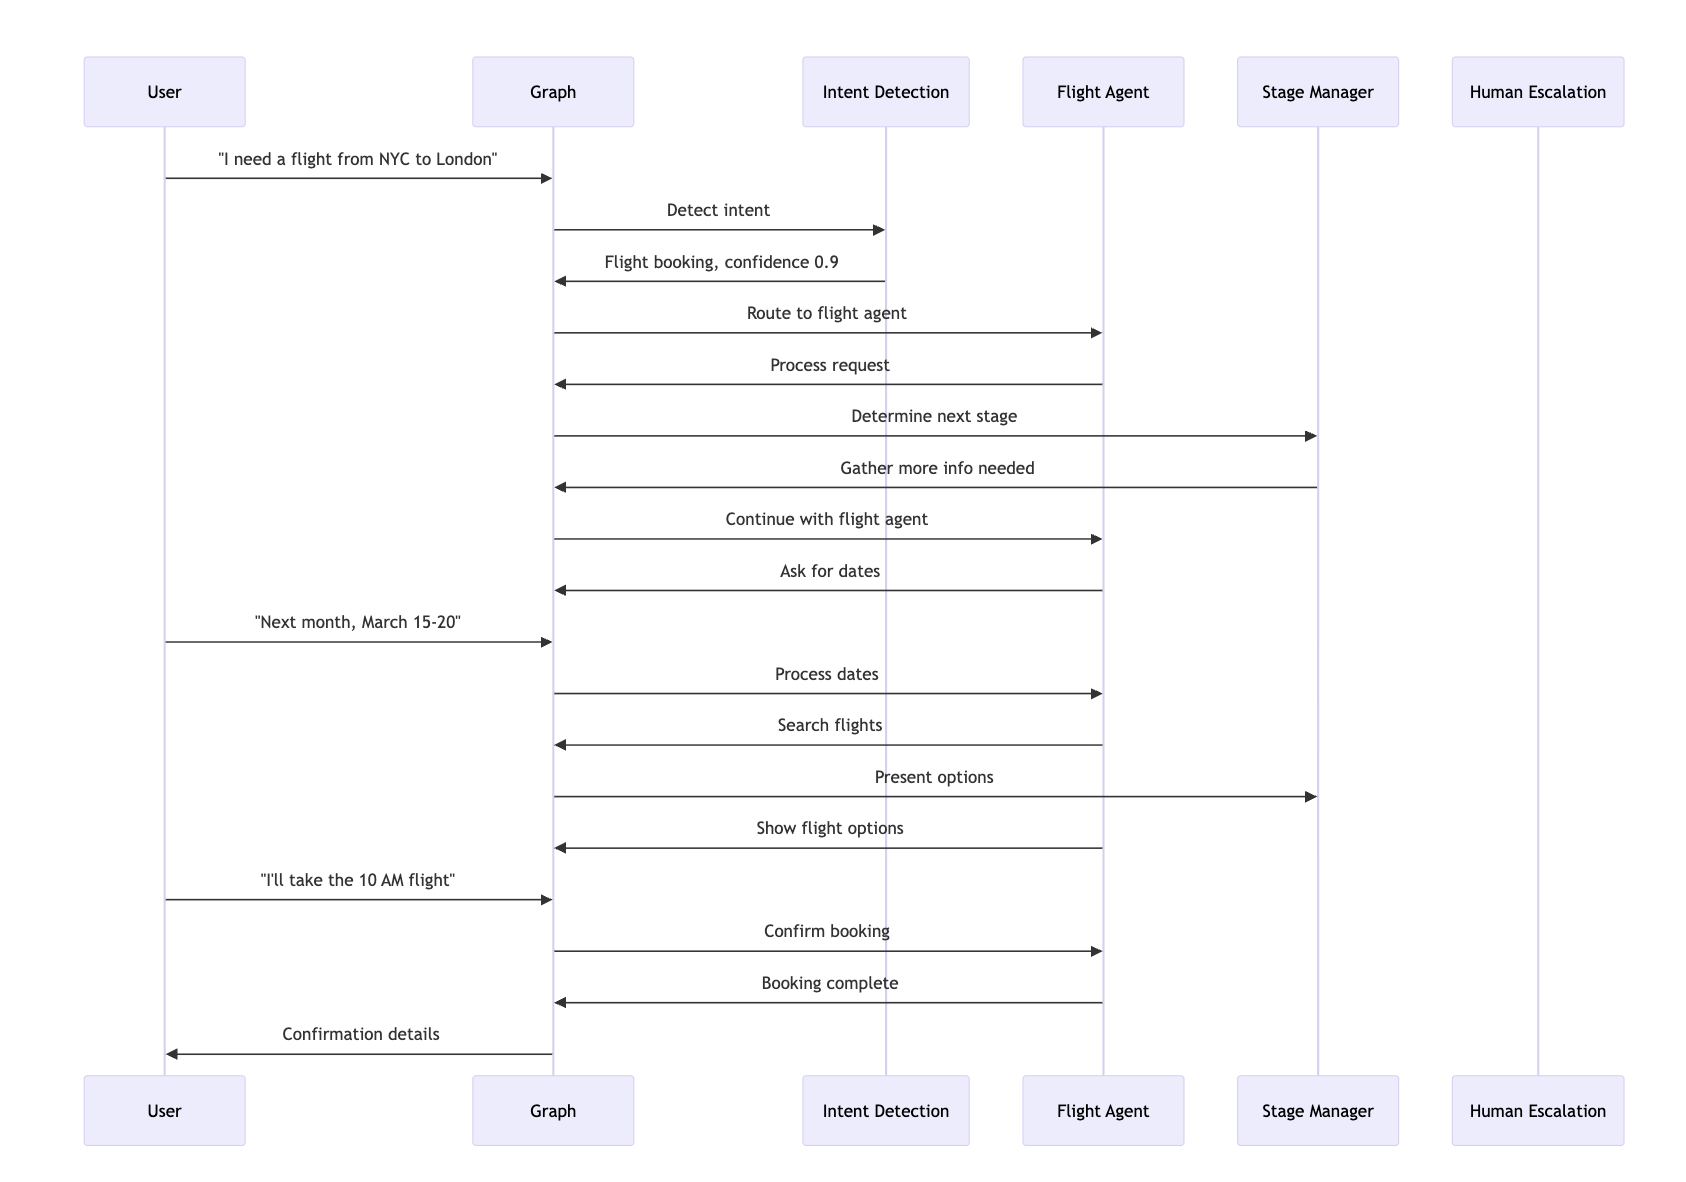 User
Graph
Intent Detection
Flight Agent
Stage Manager
Human Escalation
"I need a flight from NYC to London"
Detect intent
Flight booking, confidence 0.9
Route to flight agent
Process request
Determine next stage
Gather more info needed
Continue with flight agent
Ask for dates
"Next month, March 15-20"
Process dates
Search flights
Present options
Show flight options
"I'll take the 10 AM flight"
Confirm booking
Booking complete
Confirmation details
User
Graph
Intent Detection
Flight Agent
Stage Manager
Human Escalation